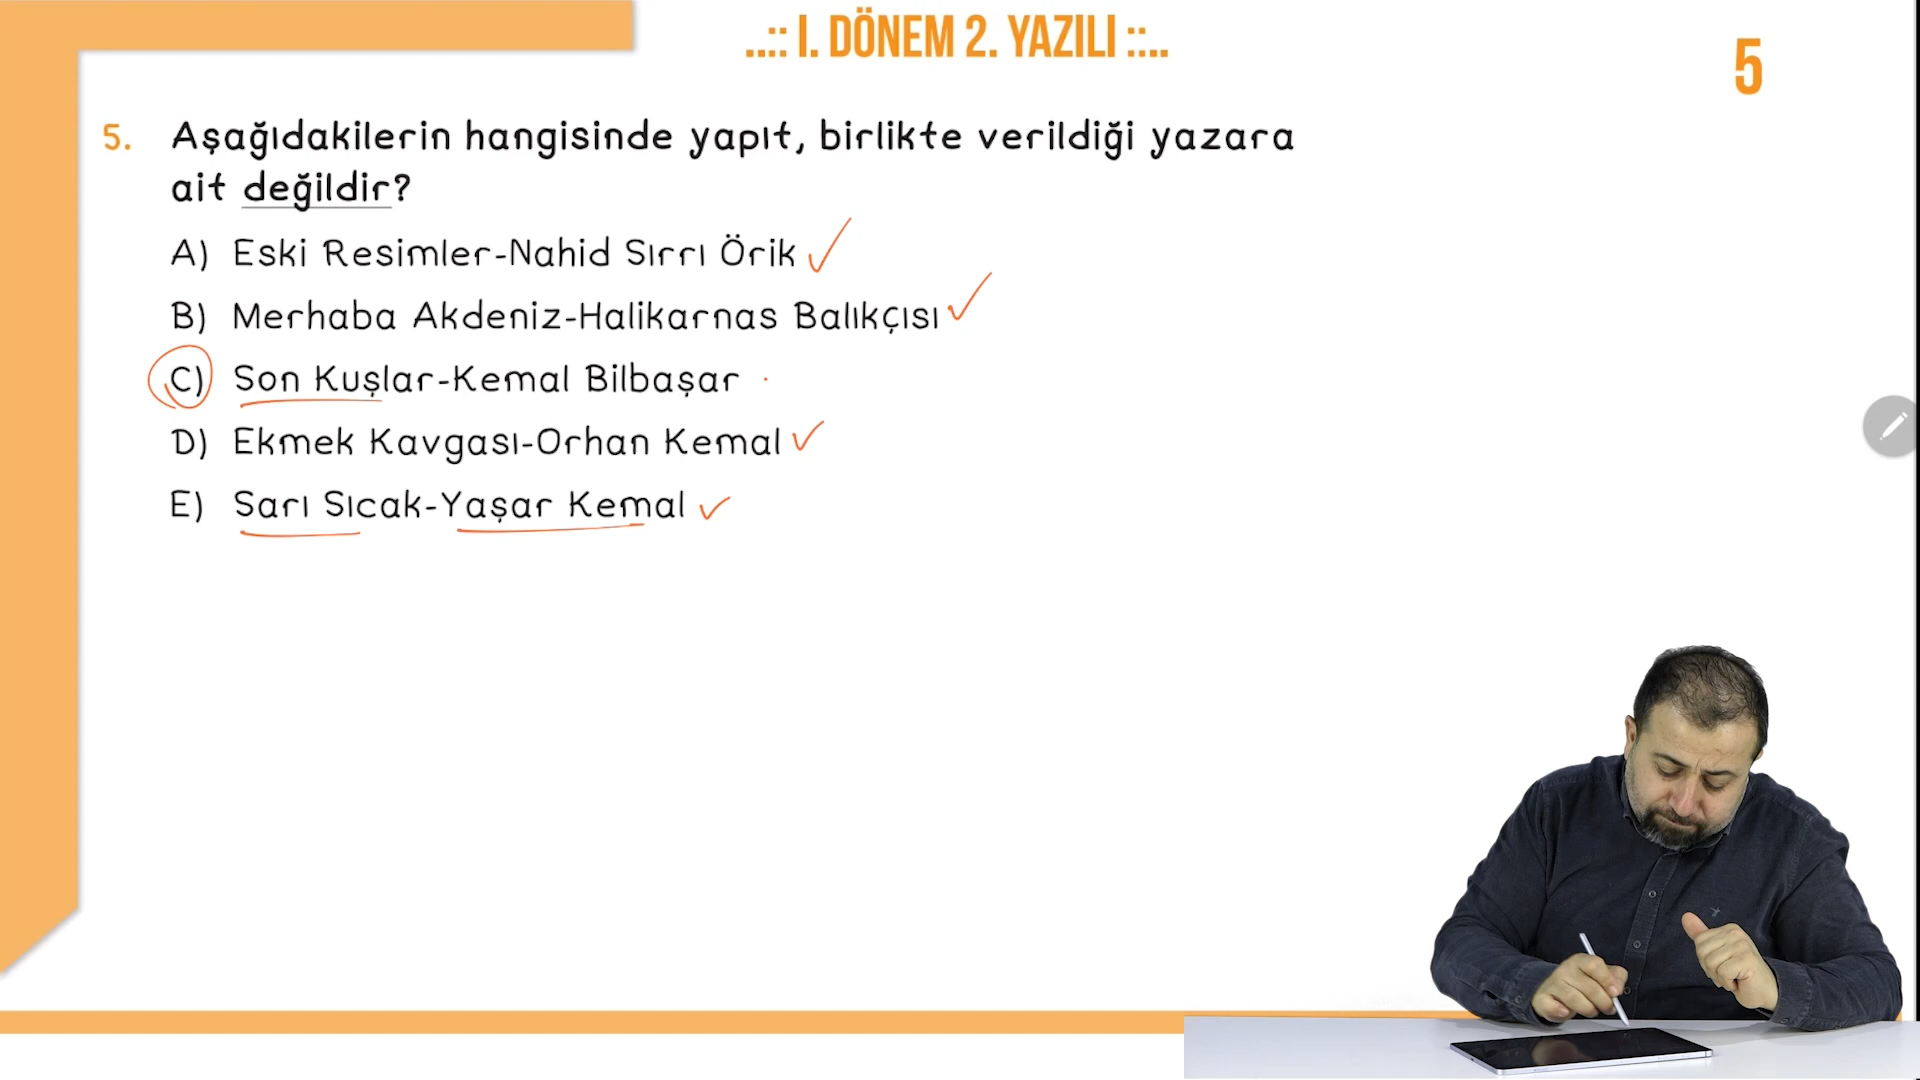 ..:: I. DÖNEM 2. YAZILI ::..
5
5. Aşağıdakilerin hangisinde yapıt, birlikte verildiği yazara
ait değildir?
A) Eski Resimler-Nahid Sırrı Örik
B) Merhaba Akdeniz-Halikarnas Balıkçısı
C) Son Kuşlar-Kemal Bilbaşar
D) Ekmek Kavgası-Orhan Kemal
E) Sarı Sıcak-Yaşar Kemal